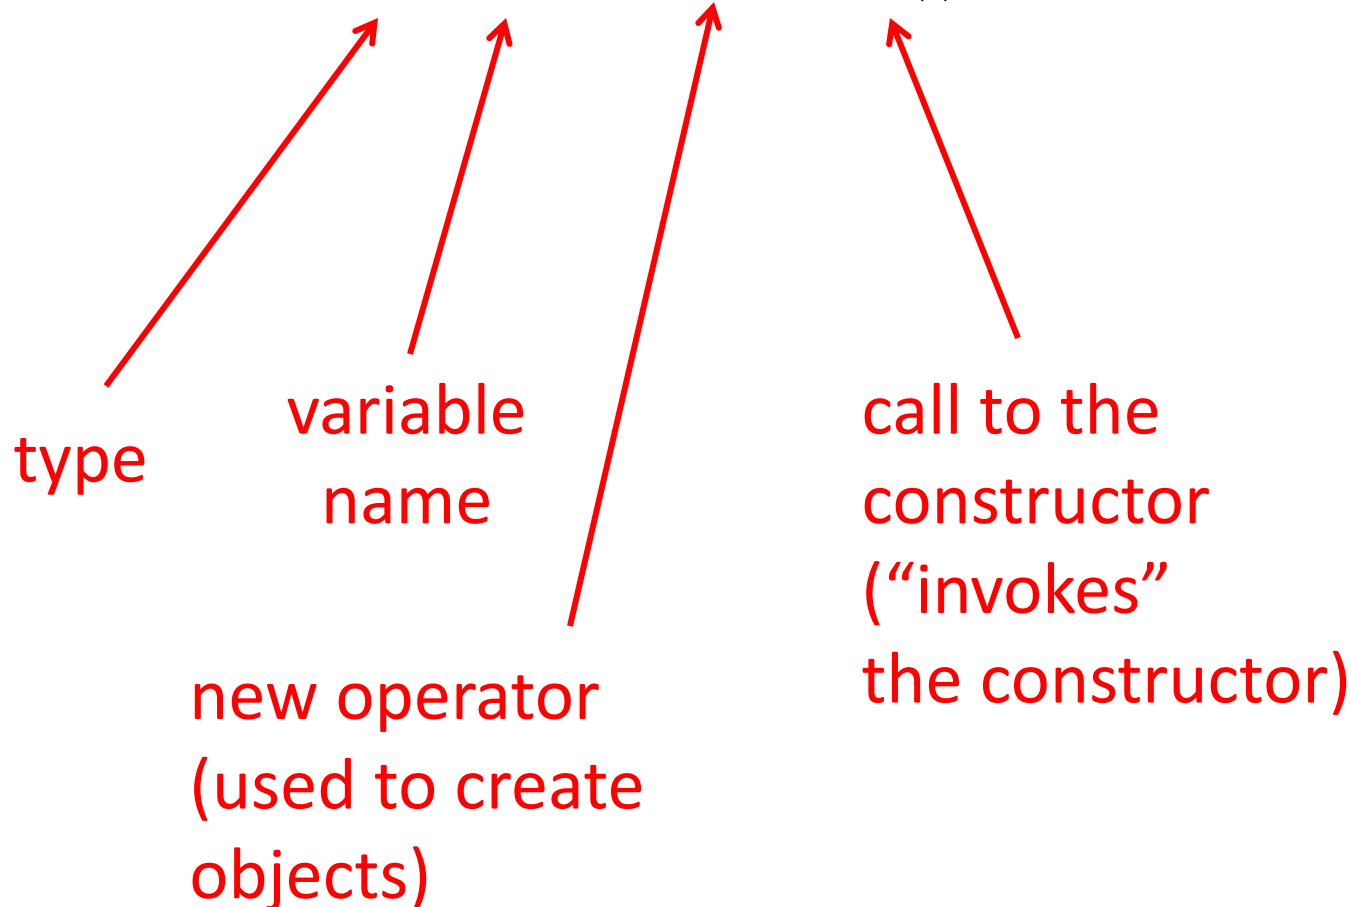 type
variable
name
new operator
(used to create
objects)
call to the
constructor
(“invokes”
the constructor)